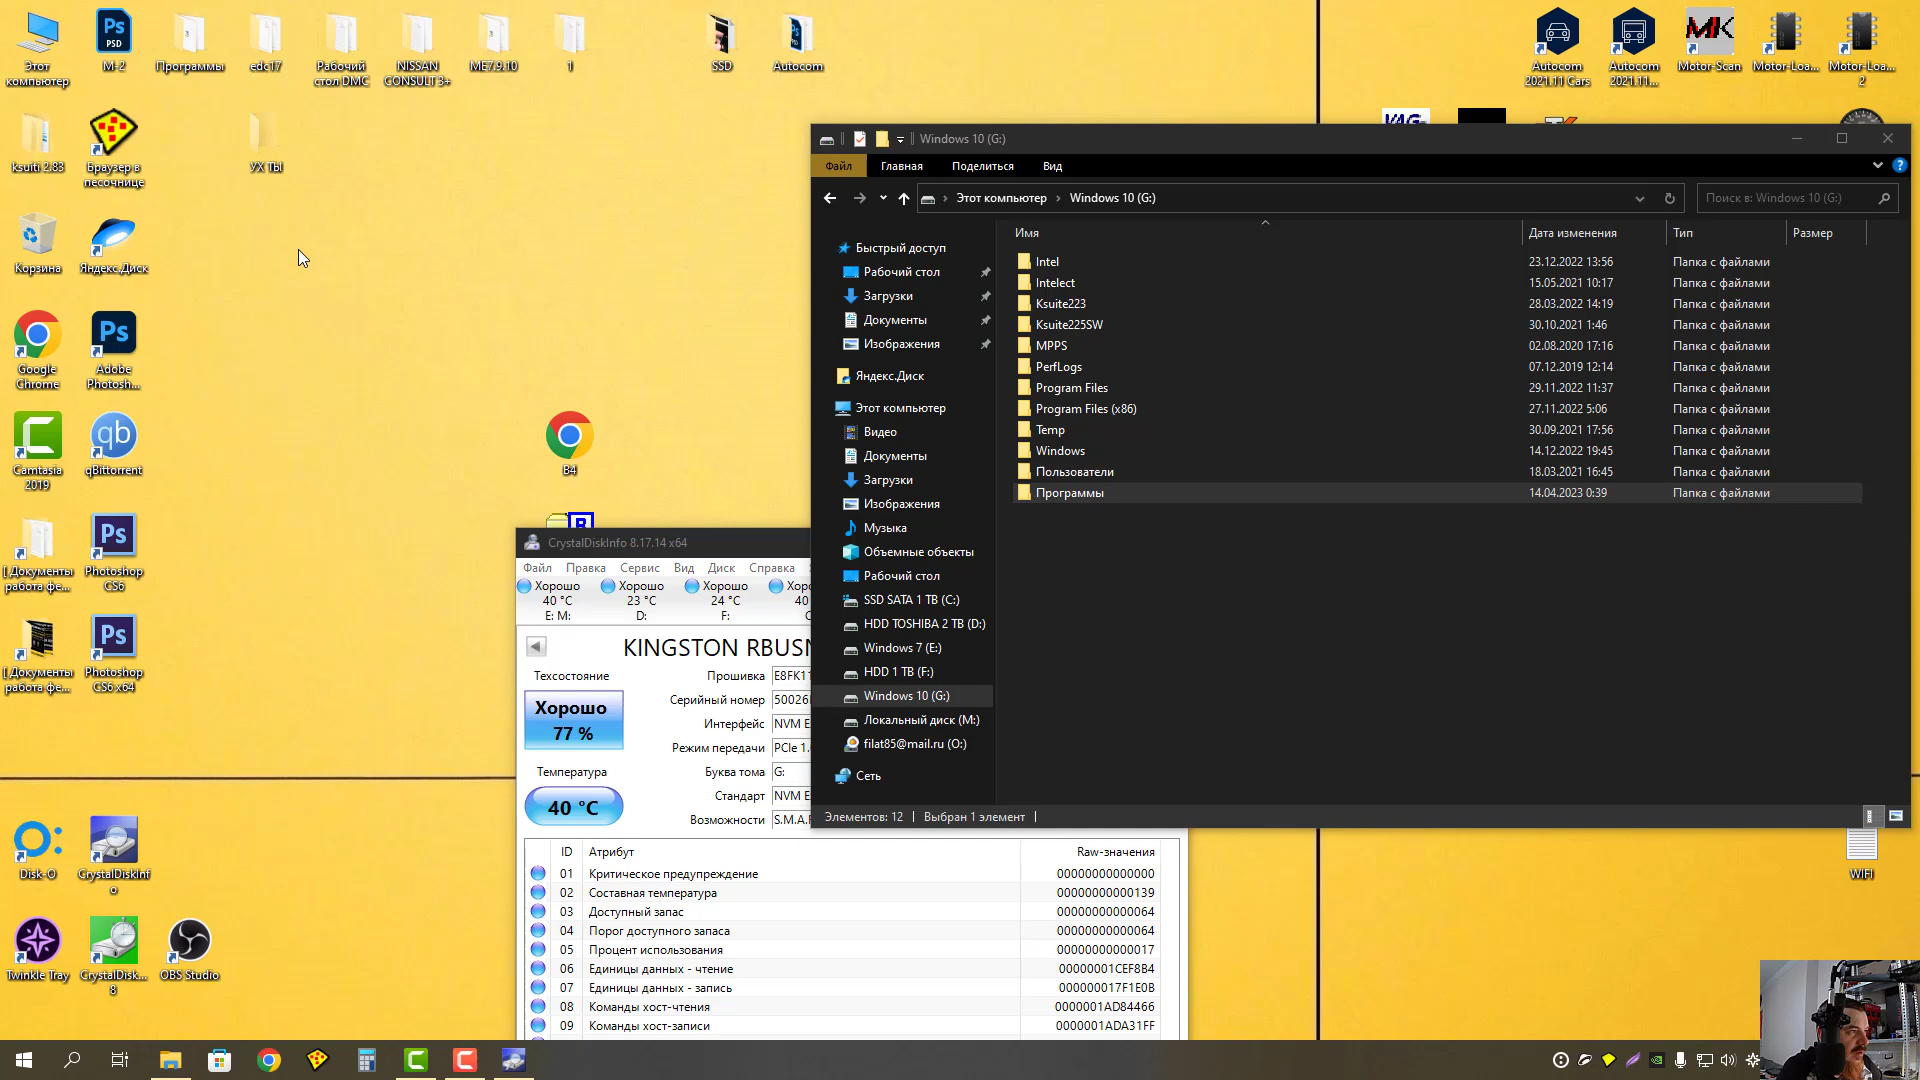 Этот компьютер
M-2
Программы
edc17
Рабочий стол DMC
NISSAN CONSULT 3+
ME7.9.10
1
SSD
Autocom
Autocom 2021.11 Cars
Autocom 2021.11...
Motor-Scan
Motor-Loa...
Motor-Loa... 2
ksuiti 2.83
Браузер в песочнице
УХ ТЫ
Корзина
Яндекс.Диск
Google Chrome
Adobe Photosh...
Camtasia 2019
qBittorrent
B4
[ Документы работа фе...
Photoshop CS6
[ Документы работа фе...
Photoshop CS6 x64
Disk-O
CrystalDiskInfo
Twinkle Tray
CrystalDisk... 8
OBS Studio
WIFI
VAG-
Windows 10 (G:)
Файл
Главная
Поделиться
Вид
Этот компьютер
Windows 10 (G:)
Поиск в: Windows 10 (G:)
Имя
Дата изменения
Тип
Размер
Intel 23.12.2022 13:56 Папка с файлами
Intelect 15.05.2021 10:17 Папка с файлами
Ksuite223 28.03.2022 14:19 Папка с файлами
Ksuite225SW 30.10.2021 1:46 Папка с файлами
MPPS 02.08.2020 17:16 Папка с файлами
PerfLogs 07.12.2019 12:14 Папка с файлами
Program Files 29.11.2022 11:37 Папка с файлами
Program Files (x86) 27.11.2022 5:06 Папка с файлами
Temp 30.09.2021 17:56 Папка с файлами
Windows 14.12.2022 19:45 Папка с файлами
Пользователи 18.03.2021 16:45 Папка с файлами
Программы 14.04.2023 0:39 Папка с файлами
Быстрый доступ
Рабочий стол
Загрузки
Документы
Изображения
Яндекс.Диск
Этот компьютер
Видео
Документы
Загрузки
Изображения
Музыка
Объемные объекты
Рабочий стол
SSD SATA 1 TB (C:)
HDD TOSHIBA 2 TB (D:)
Windows 7 (E:)
HDD 1 TB (F:)
Windows 10 (G:)
Локальный диск (M:)
filat85@mail.ru (O:)
Сеть
Элементов: 12
Выбран 1 элемент
CrystalDiskInfo 8.17.14 x64
Файл Правка Сервис Вид Диск Справка
Хорошо 40 °C E: M:
Хорошо 23 °C D:
Хорошо 24 °C F:
KINGSTON RBUSN
Техсостояние
Хорошо
77 %
Температура
40 °C
Прошивка
Серийный номер 50026
Интерфейс NVM E
Режим передачи PCIe 1.
Буква тома G:
Стандарт NVM E
Возможности S.M.A.
ID Атрибут Raw-значения
01 Критическое предупреждение 00000000000000
02 Составная температура 00000000000139
03 Доступный запас 00000000000064
04 Порог доступного запаса 00000000000064
05 Процент использования 00000000000017
06 Единицы данных - чтение 00000001CEF8B4
07 Единицы данных - запись 000000017F1E0B
08 Команды хост-чтения 0000001AD84466
09 Команды хост-записи 0000001ADA31FF